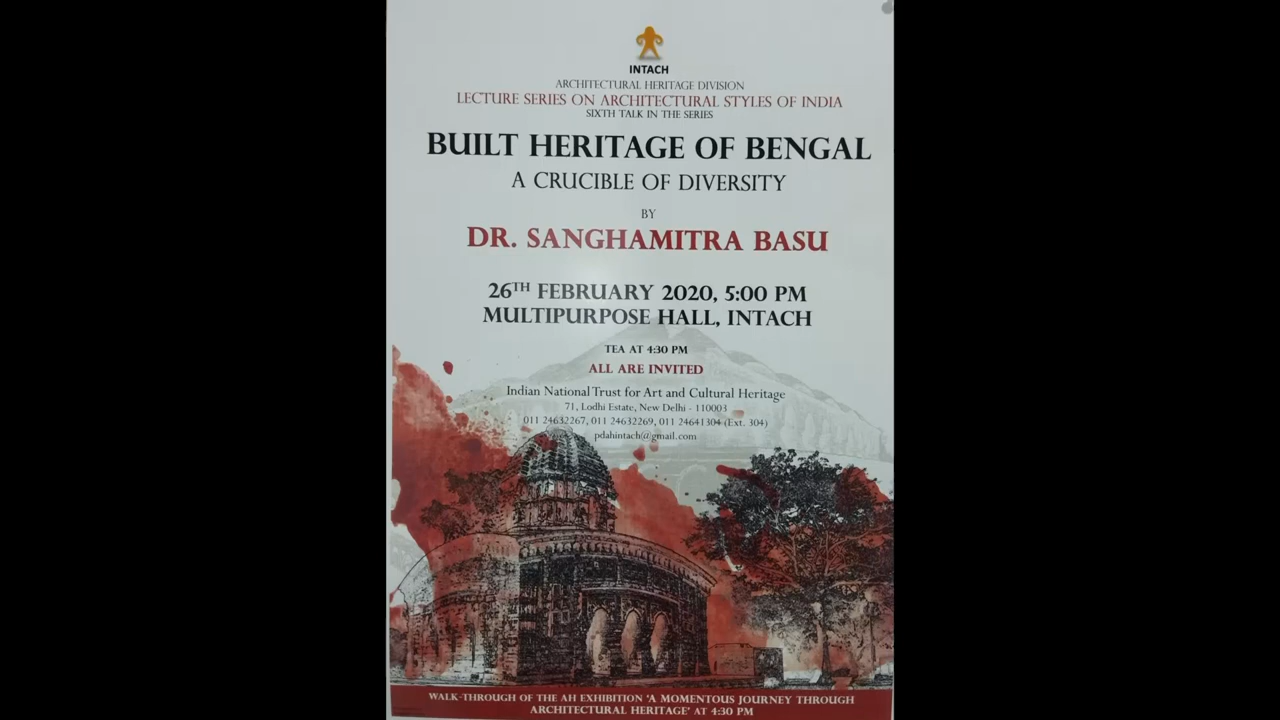 INTACH
ARCHITECTURAL HERITAGE DIVISION
LECTURE SERIES ON ARCHITECTURAL STYLES OF INDIA
SIXTH TALK IN THE SERIES
BUILT HERITAGE OF BENGAL
A CRUCIBLE OF DIVERSITY
BY
DR. SANGHAMITRA BASU
26TH FEBRUARY 2020, 5:00 PM
MULTIPURPOSE HALL, INTACH
TEA AT 4:30 PM
ALL ARE INVITED
Indian National Trust for Art and Cultural Heritage
71, Lodhi Estate, New Delhi - 110003
011 24632267, 011 24632269, 011 24641304 (Ext. 304)
pdahintach@gmail.com
WALK-THROUGH OF THE AH EXHIBITION 'A MOMENTOUS JOURNEY THROUGH
ARCHITECTURAL HERITAGE' AT 4:30 PM